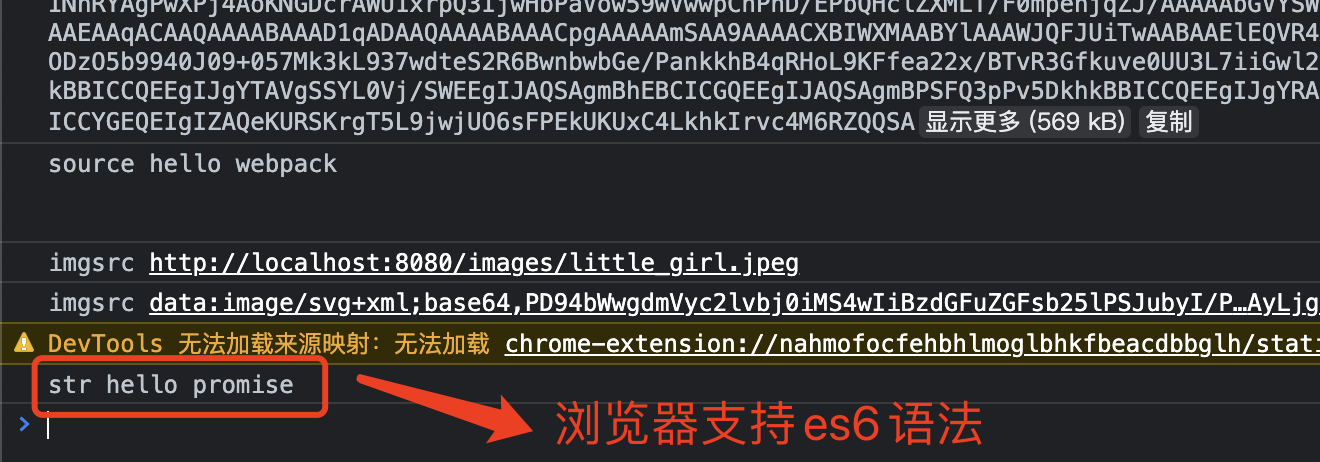 AAEAAqACAAQAAAABAAAD1qADAAQAAAABAAACpgAAAAAmSAA9AAAACXBIWXMAABYlAAAWJQFJUiTwAABAAElEQVR4
ODzO5b9940J09+057Mk3kL937wdteS2R6BwnbwbGe/PankkhB4qRHoL9KFfea22x/BTvR3Gfkuve0UU3L7iiGwl2
kBBICCQEEgIJgYTAVgSSYL0Vj/SWEEgIJAQSAgmBhEBCICGQEEgIJAQSAgmBPSFQ3pPv5DkhkBBICCQEEgIJgYRA
ICCYGEQEIgIZAQeKURSKrgT5L9jwjUO6sFPEkUKUxC4LkhkIrvc4M6RZQQSA 显示更多 (569 kB) 复制
source hello webpack
imgsrc http://localhost:8080/images/little_girl.jpeg
imgsrc data:image/svg+xml;base64,PD94bWwgdmVyc2lvbj0iMS4wIiBzdGFuZGFsb25lPSJubyI/P…AyLjg
DevTools 无法加载来源映射：无法加载 chrome-extension://nahmofocfehbhlmoglbhkfbeacdbbglh/stati
str hello promise
浏览器支持es6语法